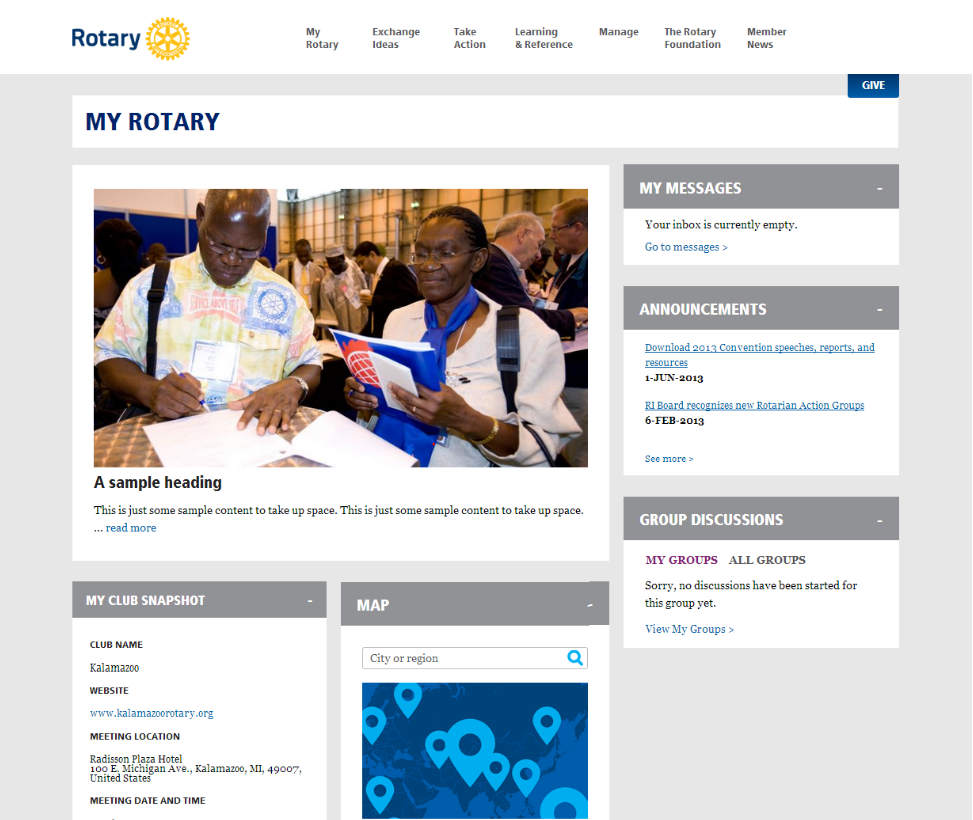 Rotary
My
Rotary
Exchange
Ideas
Take
Action
Learning
& Reference
Manage
The Rotary
Foundation
Member
News
GIVE
MY ROTARY
A sample heading
This is just some sample content to take up space. This is just some sample content to take up space.
... read more
MY MESSAGES -
Your inbox is currently empty.
Go to messages >
ANNOUNCEMENTS -
Download 2013 Convention speeches, reports, and
resources
1-JUN-2013
RI Board recognizes new Rotarian Action Groups
6-FEB-2013
See more >
GROUP DISCUSSIONS -
MY GROUPS ALL GROUPS
Sorry, no discussions have been started for
this group yet.
View My Groups >
MY CLUB SNAPSHOT -
CLUB NAME
Kalamazoo
WEBSITE
www.kalamazoorotary.org
MEETING LOCATION
Radisson Plaza Hotel
100 E. Michigan Ave., Kalamazoo, MI, 49007,
United States
MEETING DATE AND TIME
MAP -
City or region